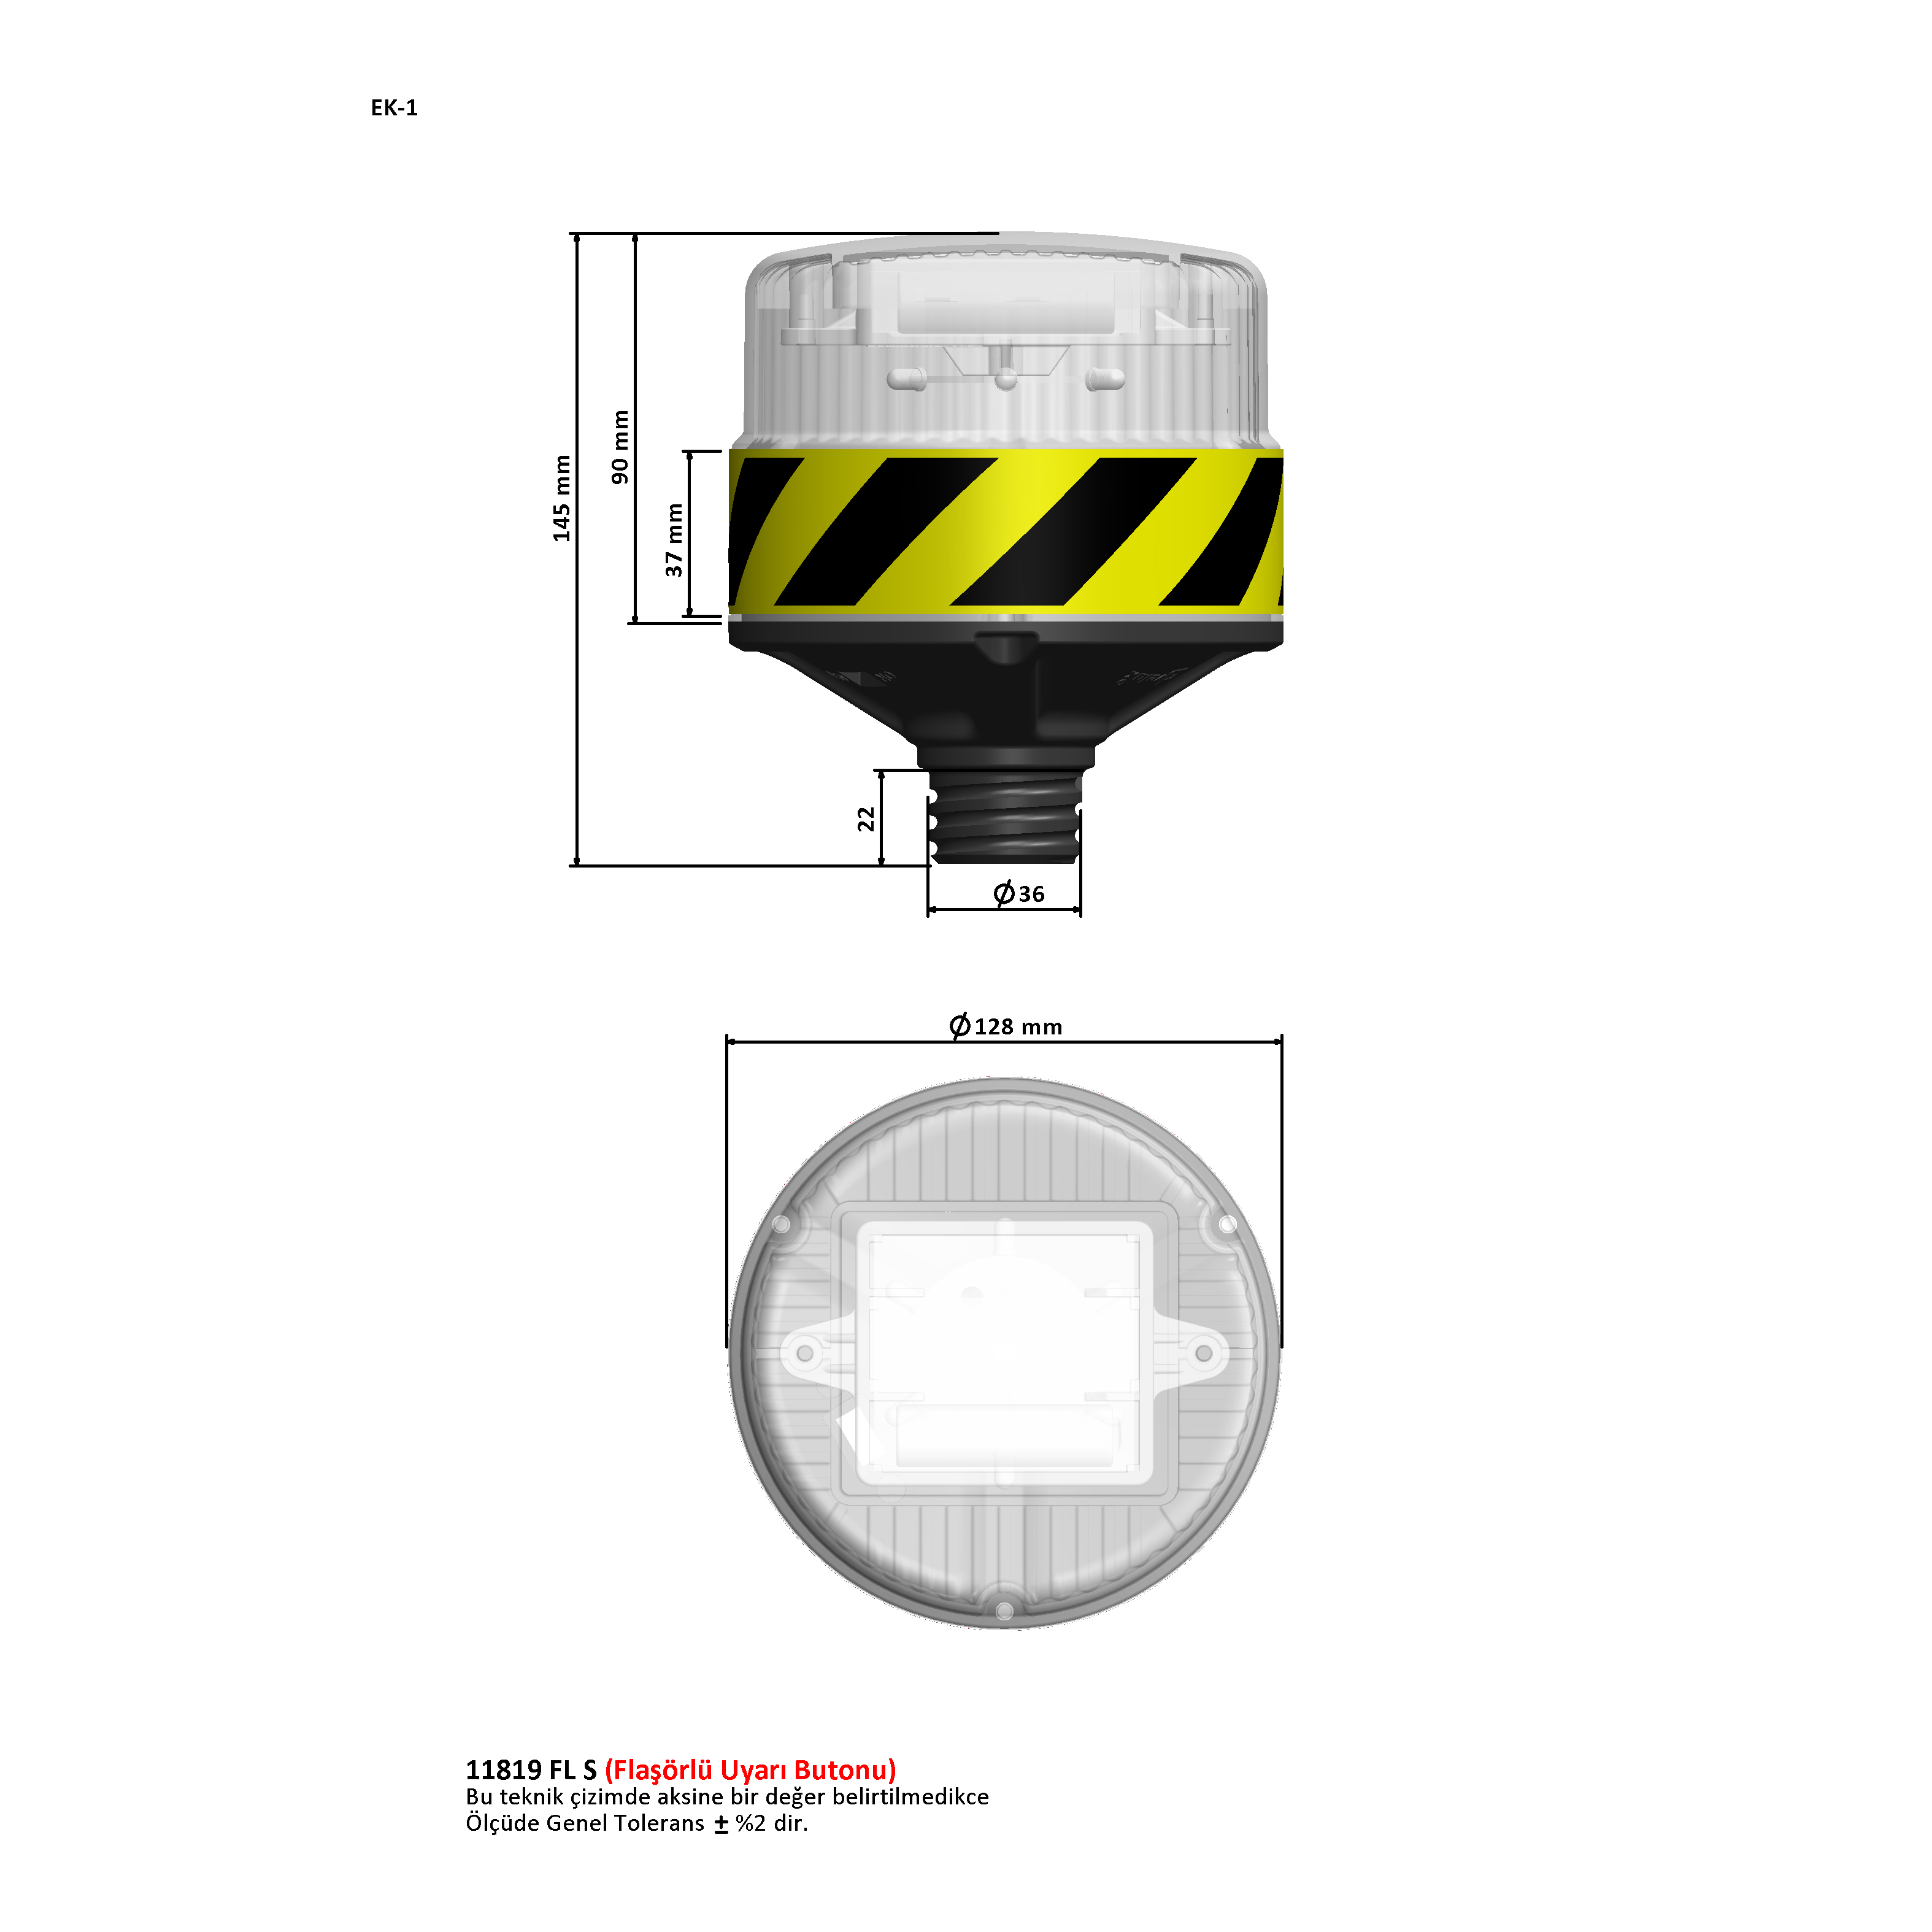 EK-1
145 mm
90 mm
37 mm
22
Ø36
Ø128 mm
11819 FL S (Flaşörlü Uyarı Butonu)
Bu teknik çizimde aksine bir değer belirtilmedikce
Ölçüde Genel Tolerans ± %2 dir.